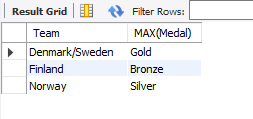 Result Grid Filter Rows:
Team MAX(Medal)
Denmark/Sweden Gold
Finland Bronze
Norway Silver